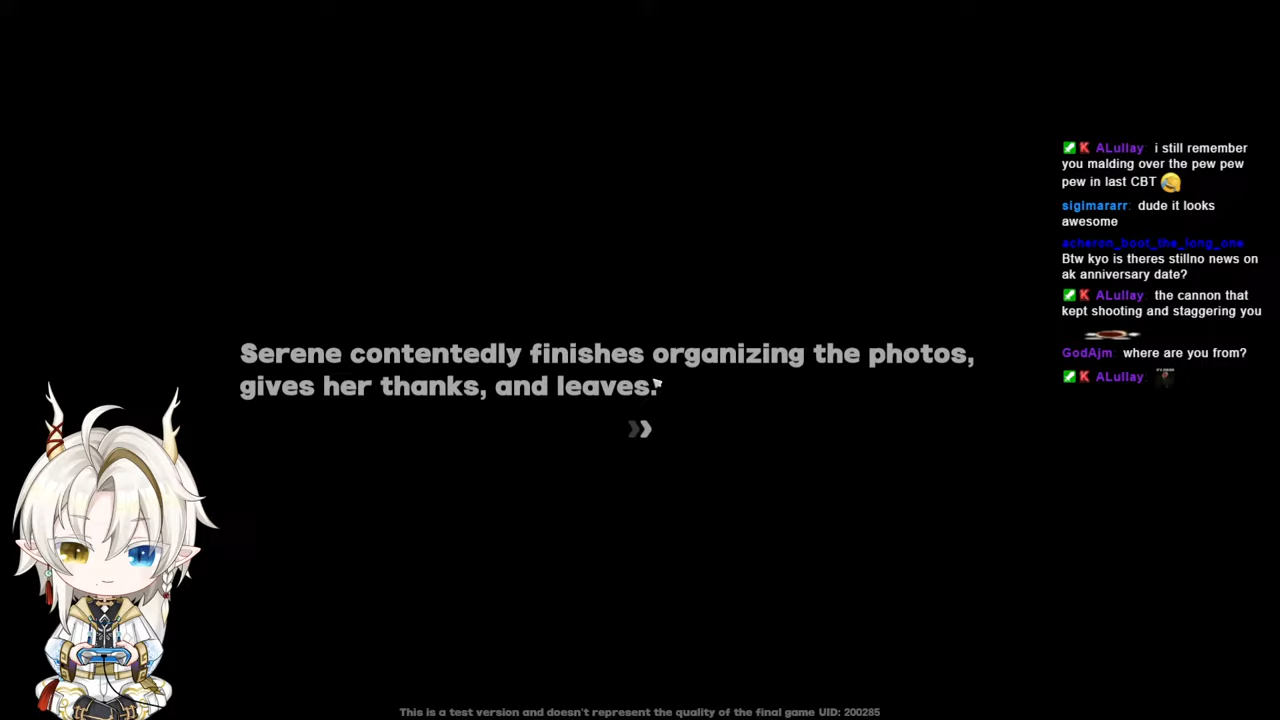 ALullay: i still remember
you malding over the pew pew
pew in last CBT
sigimararr: dude it looks
awesome
acheron_boot_the_long_one
Btw kyo is theres stillno news on
ak anniversary date?
ALullay: the cannon that
kept shooting and staggering you
GodAjm: where are you from?
ALullay
Serene contentedly finishes organizing the photos,
gives her thanks, and leaves.
This is a test version and doesn't represent the quality of the final game UID: 200285